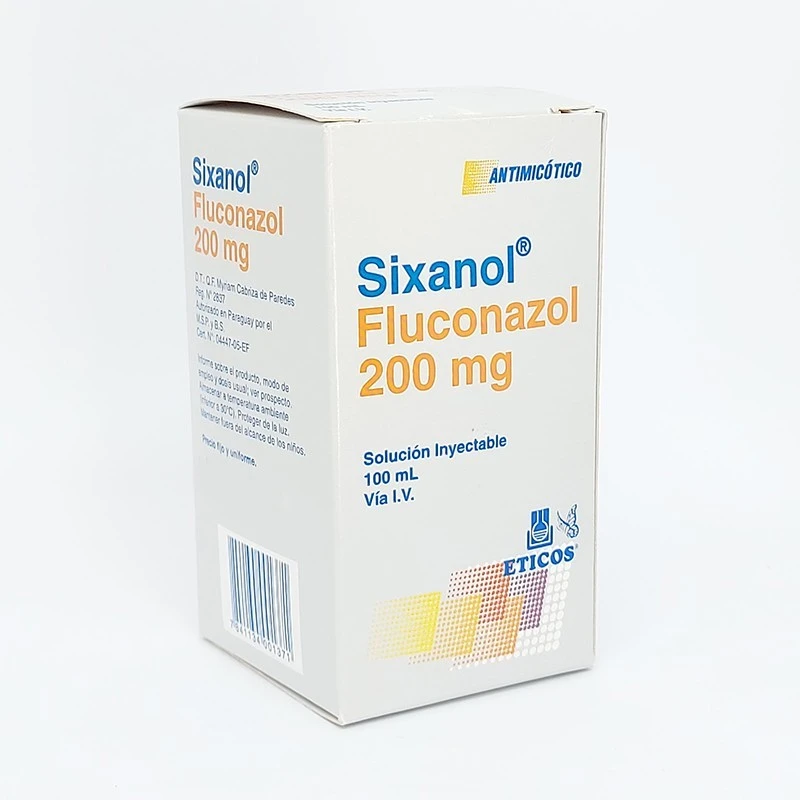 Sixanol®
Fluconazol
200 mg
D.T.: Q.F. Myriam Cabriza de Paredes
Reg. N° 2837
Autorizado en Paraguay por el
M.S.P. y B.S.
Cert. N°: 04447-05-EF
Informe sobre el producto, modo de
empleo y dosis usual; ver prospecto.
Almacenar a temperatura ambiente
(inferior a 30°C). Proteger de la luz.
Mantener fuera del alcance de los niños.
Precio fijo y uniforme.
7841134001371
ANTIMICÓTICO
Sixanol®
Fluconazol
200 mg
Solución Inyectable
100 mL
Vía I.V.
ETICOS